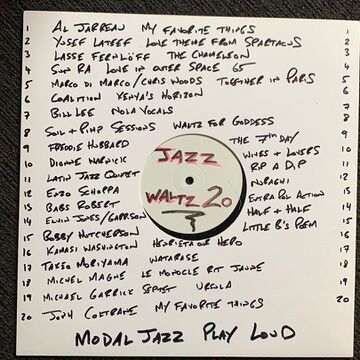 1 AL JARREAU MY FAVORITE THINGS 1
2 YUSEF LATEEF LOVE THEME FROM SPARTACUS 2
3 LASSE FERNLÖFF THE CHAMELEON 3
4 SUN RA LOVE IN OUTER SPACE 65 4
5 MARCO DI MARCO/CHRIS WOODS TOGETHER IN PARIS 5
6 COALITION KENYA'S HORIZON 6
7 BILL LEE NOLA VOCALS 7
8 SOIL + PIMP SESSIONS WALTZ FOR GODDESS 8
9 FREDDIE HUBBARD THE 7TH DAY 9
10 DIONNE WARWICK WINES + LOVERS 10
11 LATIN JAZZ QUINTET RIP A DIP 11
12 ENZO SCOPPA NORAGHI 12
13 BABS ROBERT EXTRA POL ACTION 13
14 ELVIN JONES/GARRISON HALF + HALF 14
15 BOBBY HUTCHERSON LITTLE B'S POEM 15
16 KAMASI WASHINGTON HENRIETTA OUR HERO 16
17 TAKEO MORIYAMA WATARASE 17
18 MICHEL MAGNE LE MONOCLE RIT JAUNE 18
19 MICHAEL GARRICK SEPTET URSULA 19
20 JOHN COLTRANE MY FAVORITE THINGS 20
JAZZ
WALTZ 20
MODAL JAZZ PLAY LOUD